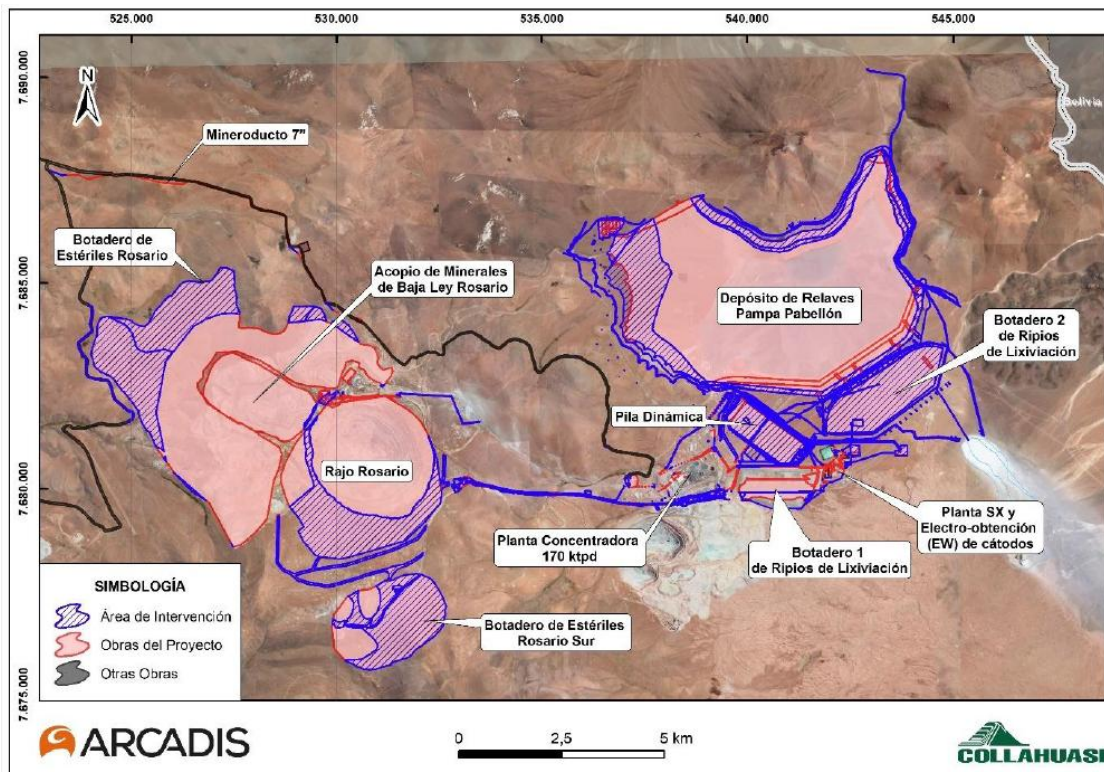 525.000
530.000
535.000
540.000
545.000
7.690.000
7.685.000
7.680.000
7.675.000
N
Bolivia
Mineroducto 7"
Botadero de
Estériles Rosario
Acopio de Minerales
de Baja Ley Rosario
Depósito de Relaves
Pampa Pabellón
Botadero 2
de Ripios
de Lixiviación
Pila Dinámica
Rajo Rosario
Planta Concentradora
170 ktpd
Botadero 1
de Ripios de Lixiviación
Planta SX y
Electro-obtención
(EW) de cátodos
Botadero de Estériles
Rosario Sur
SIMBOLOGÍA
Área de Intervención
Obras del Proyecto
Otras Obras
ARCADIS
0 2,5 5 km
COLLAHUASI